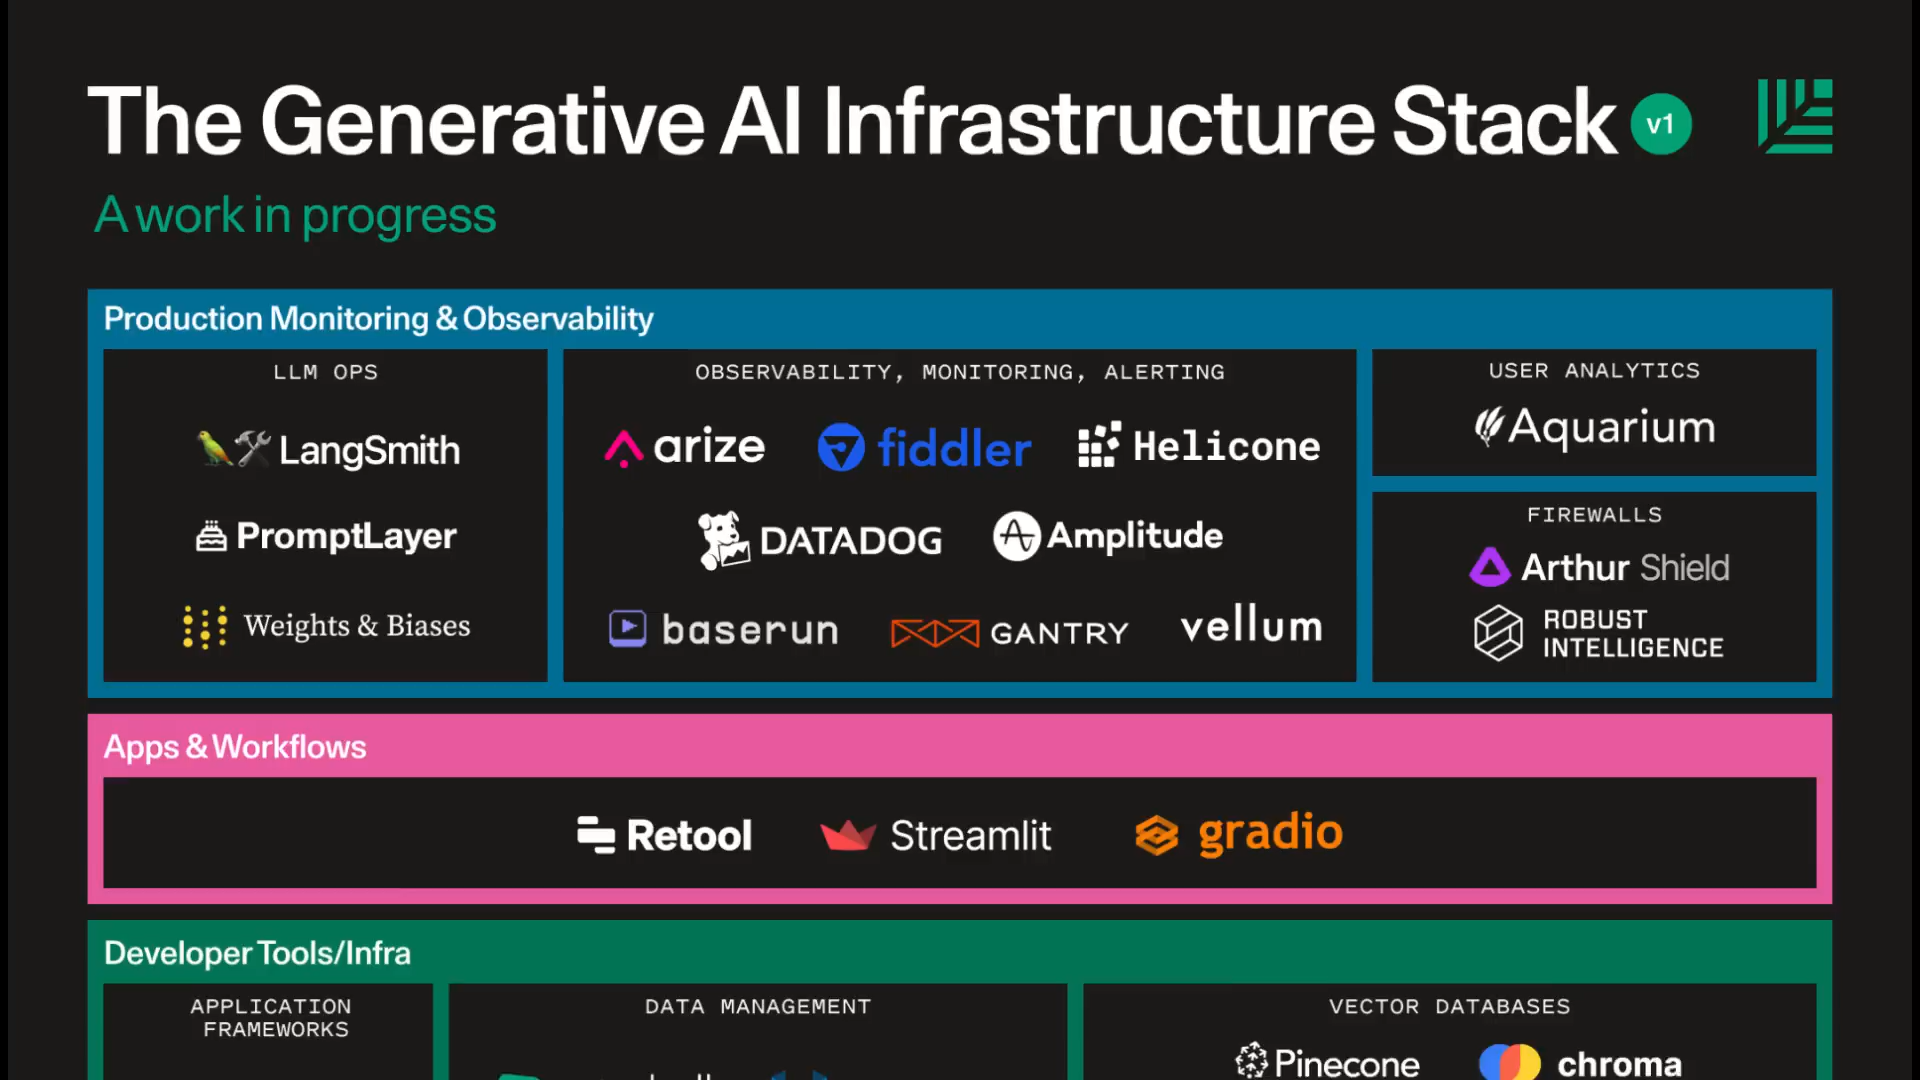 The Generative AI Infrastructure Stack v1
A work in progress
Production Monitoring & Observability
LLM OPS
LangSmith
PromptLayer
Weights & Biases
OBSERVABILITY, MONITORING, ALERTING
arize
fiddler
Helicone
DATADOG
Amplitude
baserun
GANTRY
vellum
USER ANALYTICS
Aquarium
FIREWALLS
Arthur Shield
ROBUST
INTELLIGENCE
Apps & Workflows
Retool
Streamlit
gradio
Developer Tools/Infra
APPLICATION
FRAMEWORKS
DATA MANAGEMENT
VECTOR DATABASES
Pinecone
chroma